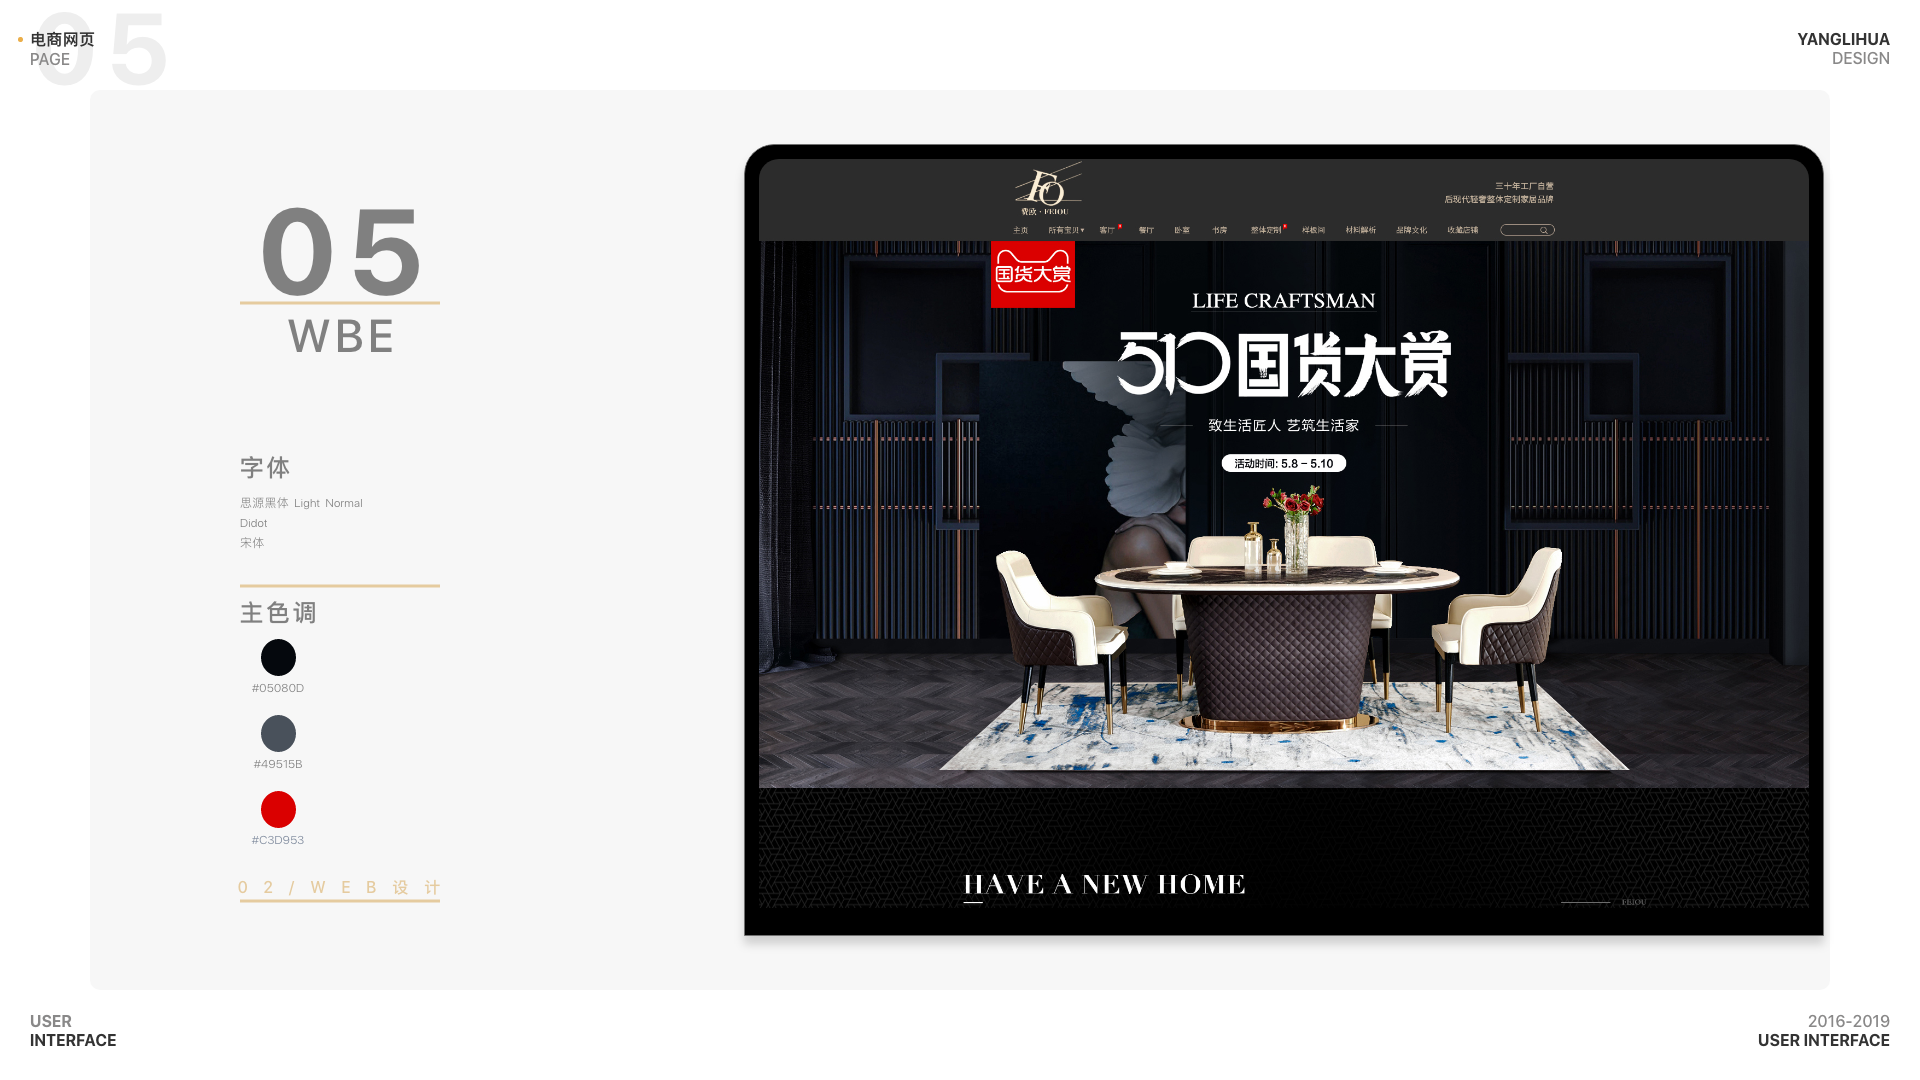 05
电商网页
PAGE
YANGLIHUA
DESIGN
05
WBE
字体
思源黑体 Light Normal
Didot
宋体
主色调
#05080D
#49515B
#C3D953
02/WEB设计
FO
费欧·FEIOU
三十年工厂自营
后现代轻奢整体定制家居品牌
主页 所有宝贝▾ 客厅 餐厅 卧室 书房 整体定制 样板间 材料解析 品牌文化 收藏店铺
国货大赏
LIFE CRAFTSMAN
510国货大赏
致生活匠人 艺筑生活家
活动时间: 5.8 – 5.10
HAVE A NEW HOME
FEIOU
USER
INTERFACE
2016-2019
USER INTERFACE